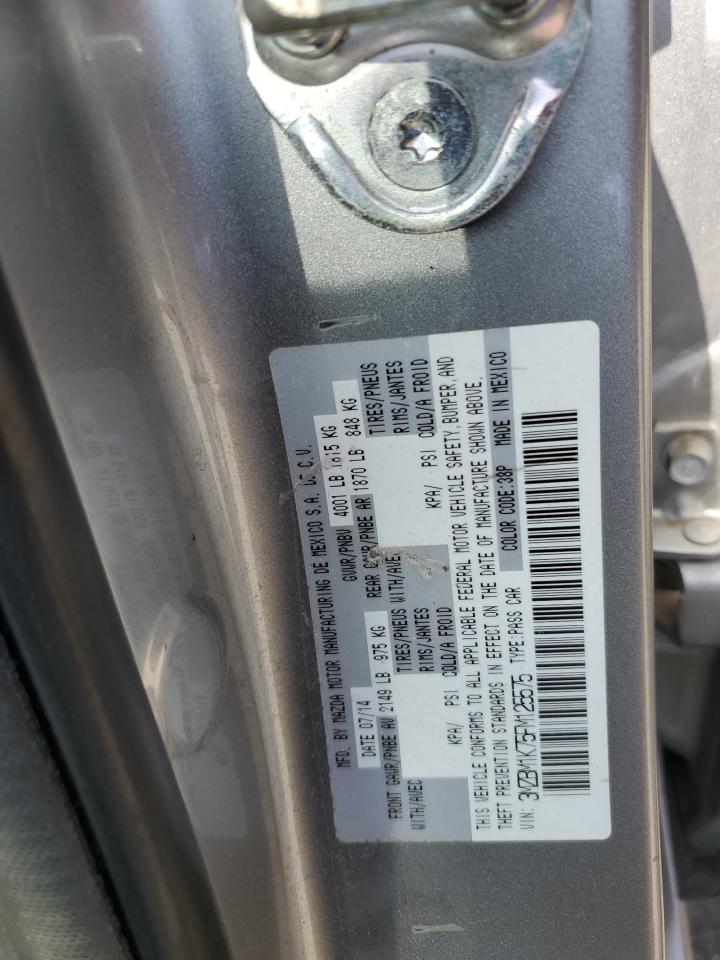 MFD. BY MAZDA MOTOR MANUFACTURING DE MEXICO S.A. DE C.V.
DATE 07/14 GVWR/PNBV 4001 LB 1815 KG
FRONT GAWR/PNBE AV 2149 LB 975 KG REAR GAWR/PNBE AR 1870 LB 848 KG
WITH/AVEC TIRES/PNEUS WITH/AVEC TIRES/PNEUS
RIMS/JANTES RIMS/JANTES
KPA/ PSI COLD/A FROID KPA/ PSI COLD/A FROID
THIS VEHICLE CONFORMS TO ALL APPLICABLE FEDERAL MOTOR VEHICLE SAFETY, BUMPER, AND
THEFT PREVENTION STANDARDS IN EFFECT ON THE DATE OF MANUFACTURE SHOWN ABOVE.
VIN: 3MZBM1K75FM126575 TYPE:PASS CAR COLOR CODE:38P MADE IN MEXICO